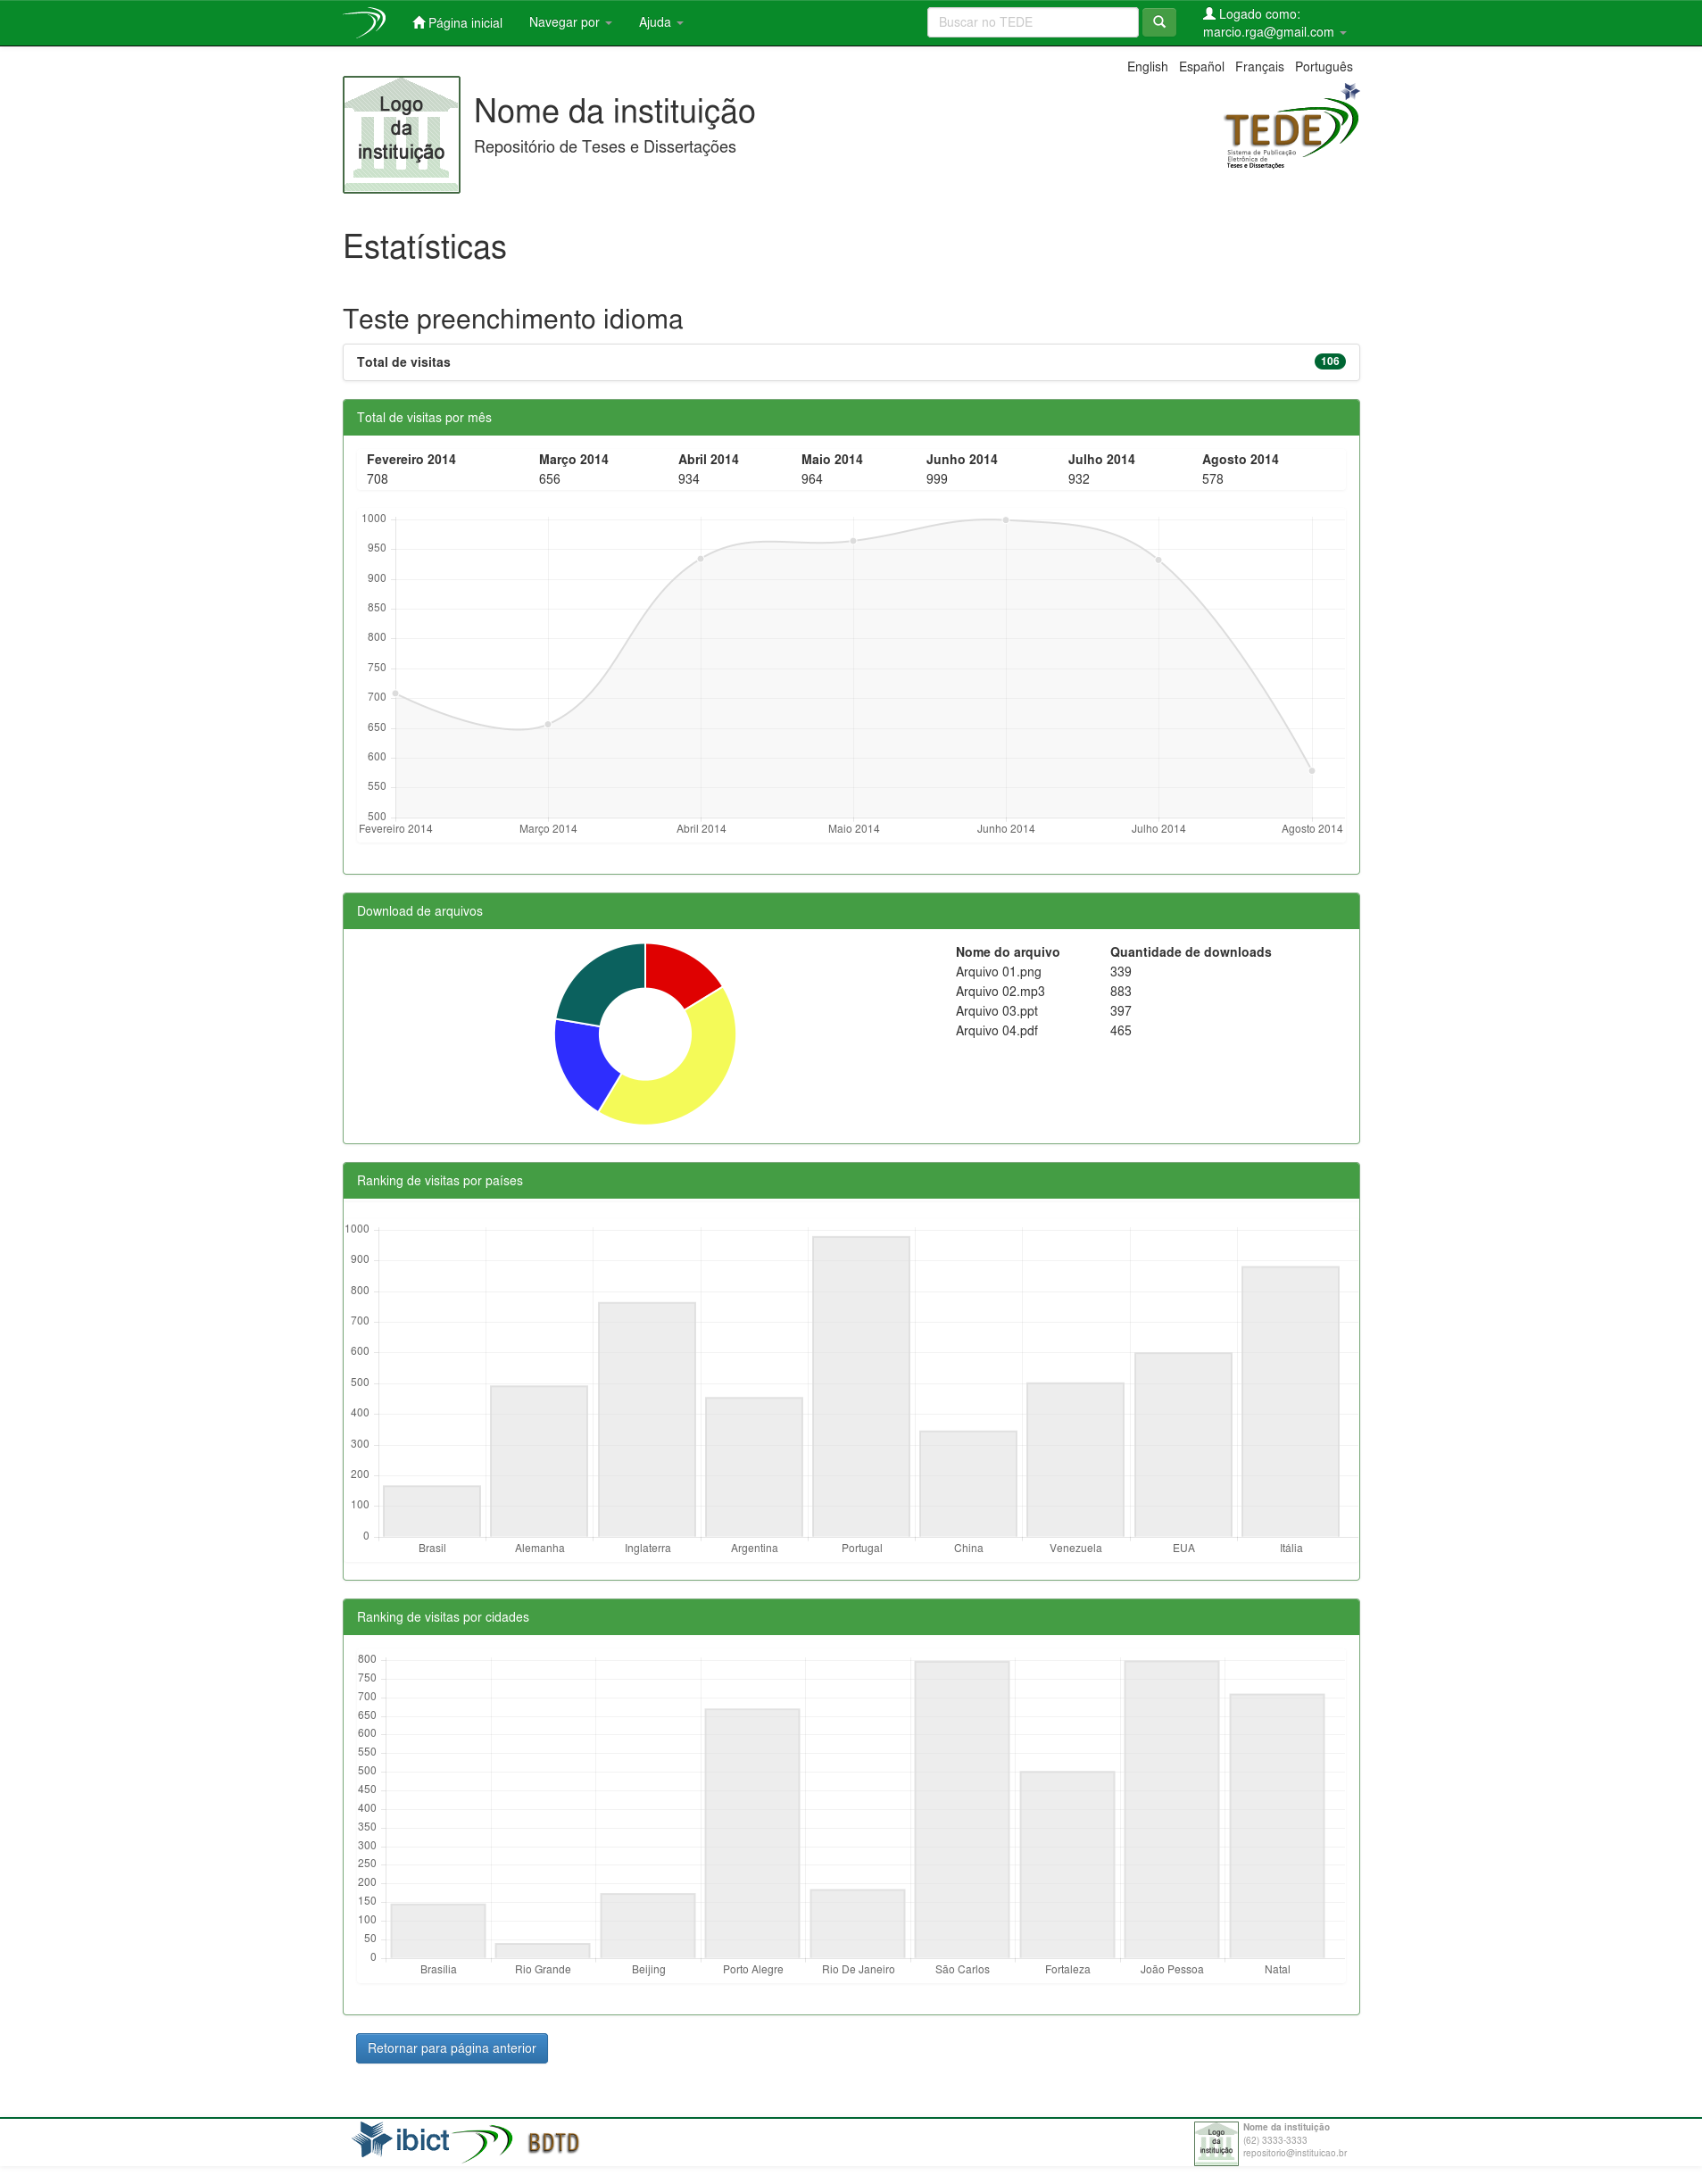 Página inicial Navegar por Ajuda Buscar no TEDE Logado como:
marcio.rga@gmail.com
English Español Français Português
Logo
da
instituição
Nome da instituição
Repositório de Teses e Dissertações
TEDE
Sistema de Publicação
Eletrônica de
Teses e Dissertações
Estatísticas
Teste preenchimento idioma
Total de visitas 106
Total de visitas por mês
Fevereiro 2014 Março 2014 Abril 2014 Maio 2014 Junho 2014 Julho 2014 Agosto 2014
708 656 934 964 999 932 578
1000
950
900
850
800
750
700
650
600
550
500
Fevereiro 2014 Março 2014 Abril 2014 Maio 2014 Junho 2014 Julho 2014 Agosto 2014
Download de arquivos
Nome do arquivo Quantidade de downloads
Arquivo 01.png 339
Arquivo 02.mp3 883
Arquivo 03.ppt 397
Arquivo 04.pdf 465
Ranking de visitas por países
1000
900
800
700
600
500
400
300
200
100
0
Brasil Alemanha Inglaterra Argentina Portugal China Venezuela EUA Itália
Ranking de visitas por cidades
800
750
700
650
600
550
500
450
400
350
300
250
200
150
100
50
0
Brasília Rio Grande Beijing Porto Alegre Rio De Janeiro São Carlos Fortaleza João Pessoa Natal
Retornar para página anterior
ibict BDTD
Logo
da
instituição
Nome da instituição
(62) 3333-3333
repositorio@instituicao.br